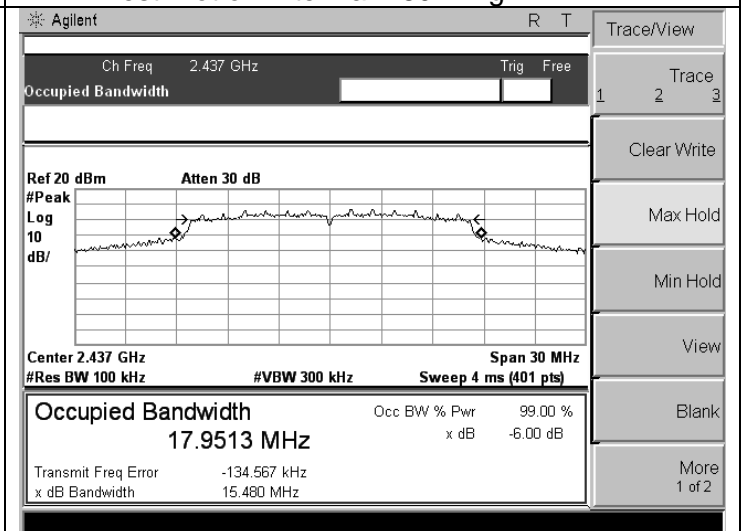 Agilent R T
Ch Freq 2.437 GHz Trig Free
Occupied Bandwidth
Ref 20 dBm Atten 30 dB
#Peak
Log
10
dB/
Center 2.437 GHz Span 30 MHz
#Res BW 100 kHz #VBW 300 kHz Sweep 4 ms (401 pts)
Occupied Bandwidth Occ BW % Pwr 99.00 %
17.9513 MHz x dB -6.00 dB
Transmit Freq Error -134.567 kHz
x dB Bandwidth 15.480 MHz
Trace/View
Trace
1 2 3
Clear Write
Max Hold
Min Hold
View
Blank
More
1 of 2